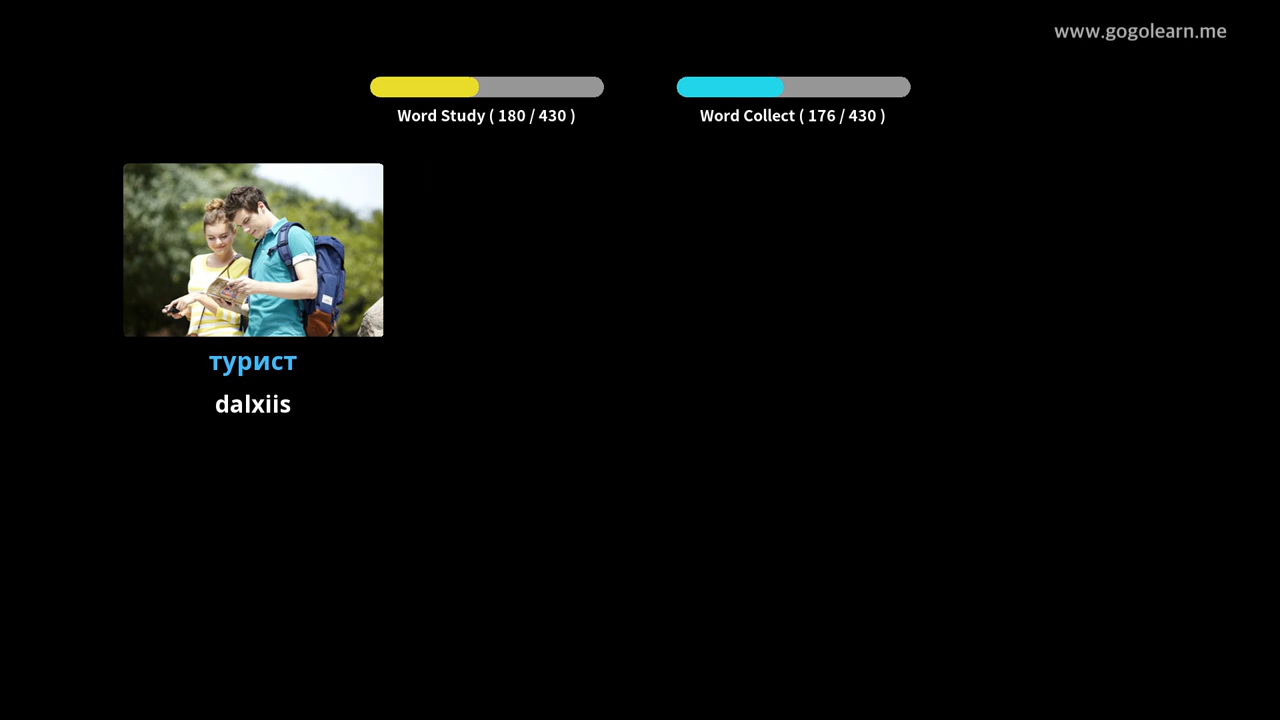 www.gogolearn.me
Word Study ( 180 / 430 )
Word Collect ( 176 / 430 )
турист
dalxiis